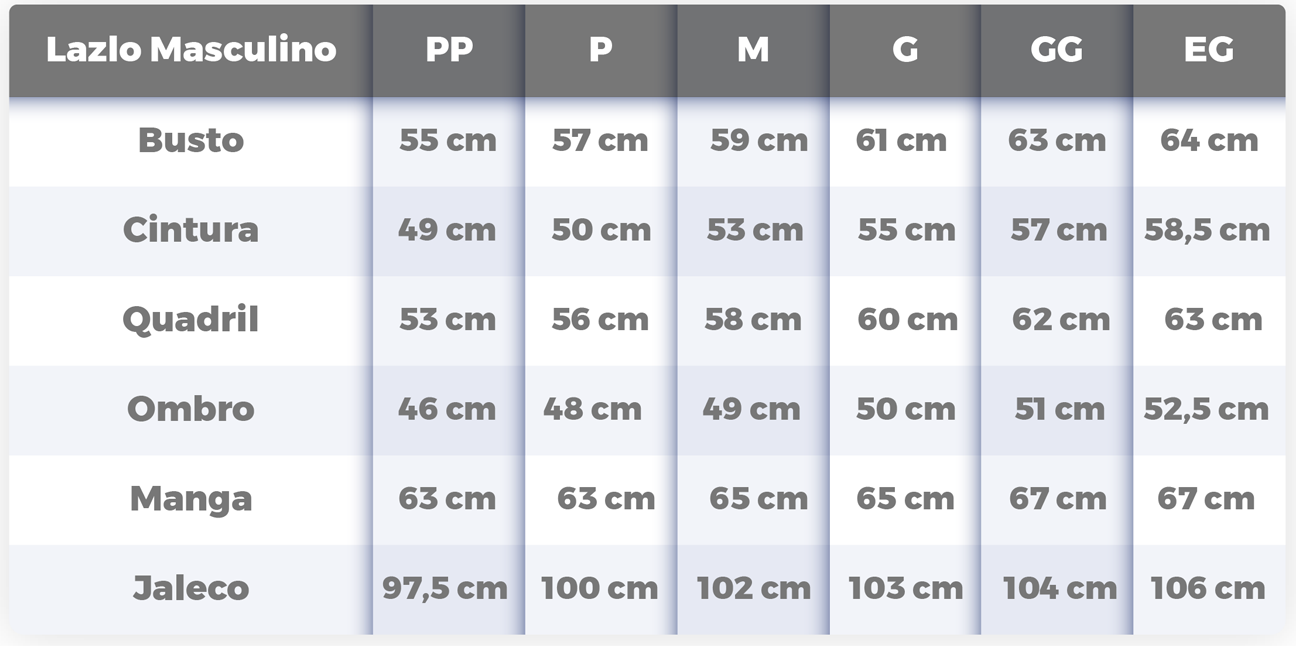 Lazlo Masculino PP P M G GG EG
Busto 55 cm 57 cm 59 cm 61 cm 63 cm 64 cm
Cintura 49 cm 50 cm 53 cm 55 cm 57 cm 58,5 cm
Quadril 53 cm 56 cm 58 cm 60 cm 62 cm 63 cm
Ombro 46 cm 48 cm 49 cm 50 cm 51 cm 52,5 cm
Manga 63 cm 63 cm 65 cm 65 cm 67 cm 67 cm
Jaleco 97,5 cm 100 cm 102 cm 103 cm 104 cm 106 cm